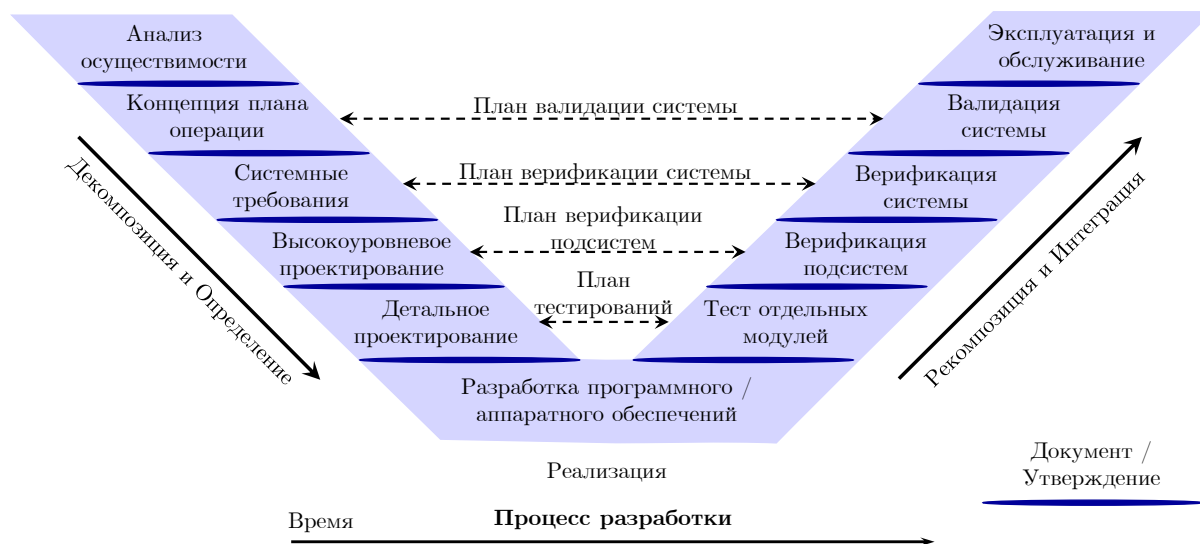 Анализ
осуществимости
Концепция плана
операции
Системные
требования
Высокоуровневое
проектирование
Детальное
проектирование
Разработка программного /
аппаратного обеспечений
Тест отдельных
модулей
Верификация
подсистем
Верификация
системы
Валидация
системы
Эксплуатация и
обслуживание
План валидации системы
План верификации системы
План верификации
подсистем
План
тестирований
Декомпозиция и Определение
Рекомпозиция и Интеграция
Реализация
Документ /
Утверждение
Время
Процесс разработки